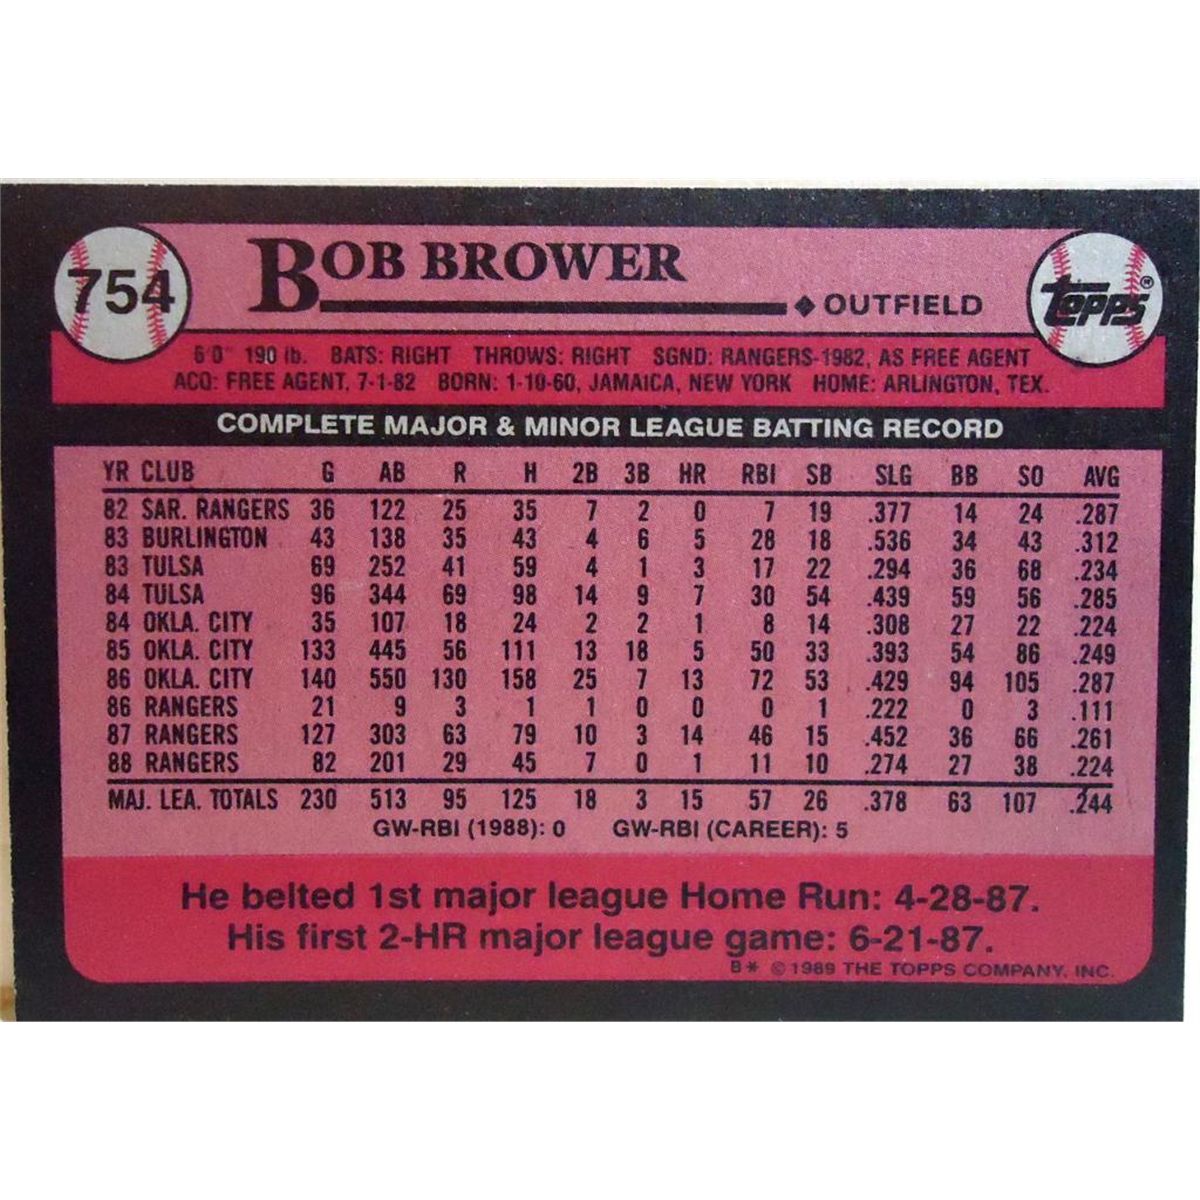 754
BOB BROWER
OUTFIELD
TOPPS®
6'0" 190 lb. BATS: RIGHT THROWS: RIGHT SGND: RANGERS-1982, AS FREE AGENT
ACQ: FREE AGENT, 7-1-82 BORN: 1-10-60, JAMAICA, NEW YORK HOME: ARLINGTON, TEX.
COMPLETE MAJOR & MINOR LEAGUE BATTING RECORD
YR CLUB G AB R H 2B 3B HR RBI SB SLG BB SO AVG
82 SAR. RANGERS 36 122 25 35 7 2 0 7 19 .377 14 24 .287
83 BURLINGTON 43 138 35 43 4 6 5 28 18 .536 34 43 .312
83 TULSA 69 252 41 59 4 1 3 17 22 .294 36 68 .234
84 TULSA 96 344 69 98 14 9 7 30 54 .439 59 56 .285
84 OKLA. CITY 35 107 18 24 2 2 1 8 14 .308 27 22 .224
85 OKLA. CITY 133 445 56 111 13 18 5 50 33 .393 54 86 .249
86 OKLA. CITY 140 550 130 158 25 7 13 72 53 .429 94 105 .287
86 RANGERS 21 9 3 1 1 0 0 0 1 .222 0 3 .111
87 RANGERS 127 303 63 79 10 3 14 46 15 .452 36 66 .261
88 RANGERS 82 201 29 45 7 0 1 11 10 .274 27 38 .224
MAJ. LEA. TOTALS 230 513 95 125 18 3 15 57 26 .378 63 107 .244
GW-RBI (1988): 0 GW-RBI (CAREER): 5
He belted 1st major league Home Run: 4-28-87.
His first 2-HR major league game: 6-21-87.
B* © 1989 THE TOPPS COMPANY, INC.